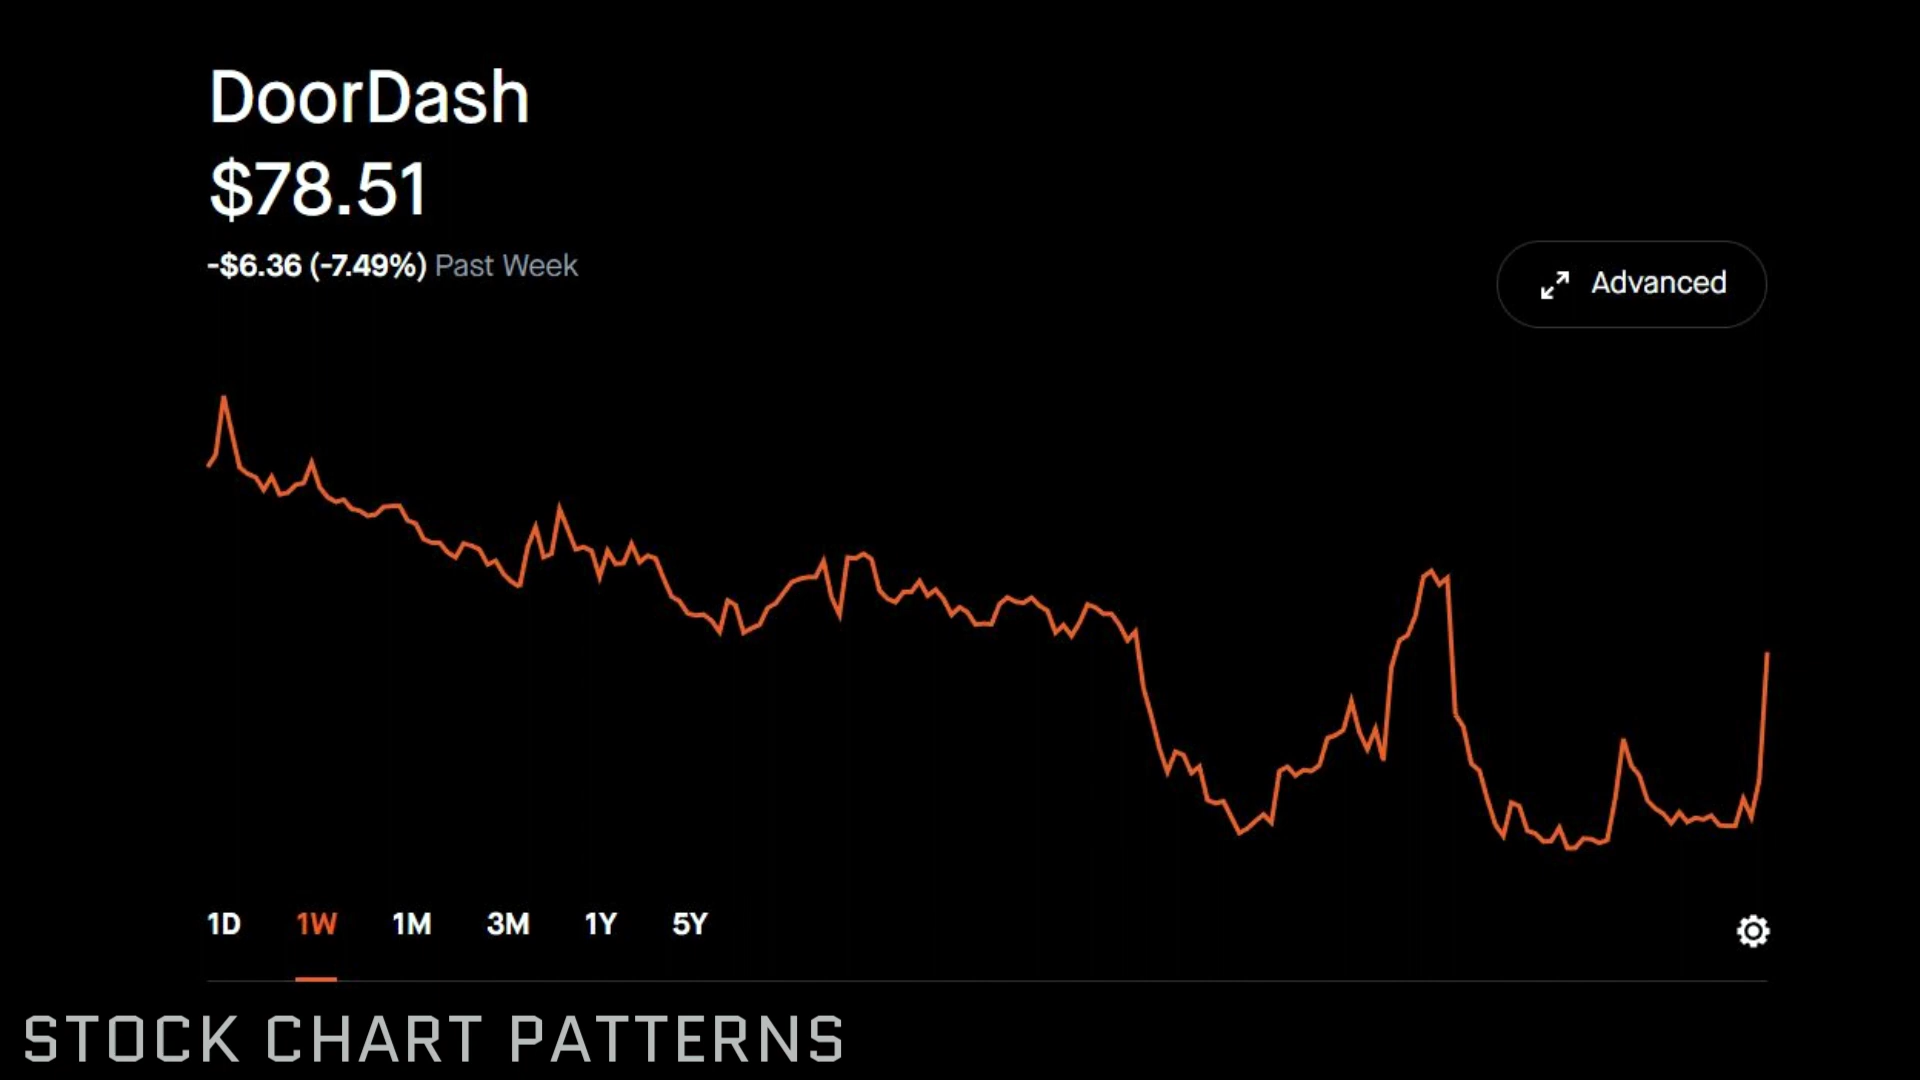 DoorDash
$78.51
-$6.36 (-7.49%) Past Week
Advanced
1D 1W 1M 3M 1Y 5Y
STOCK CHART PATTERNS